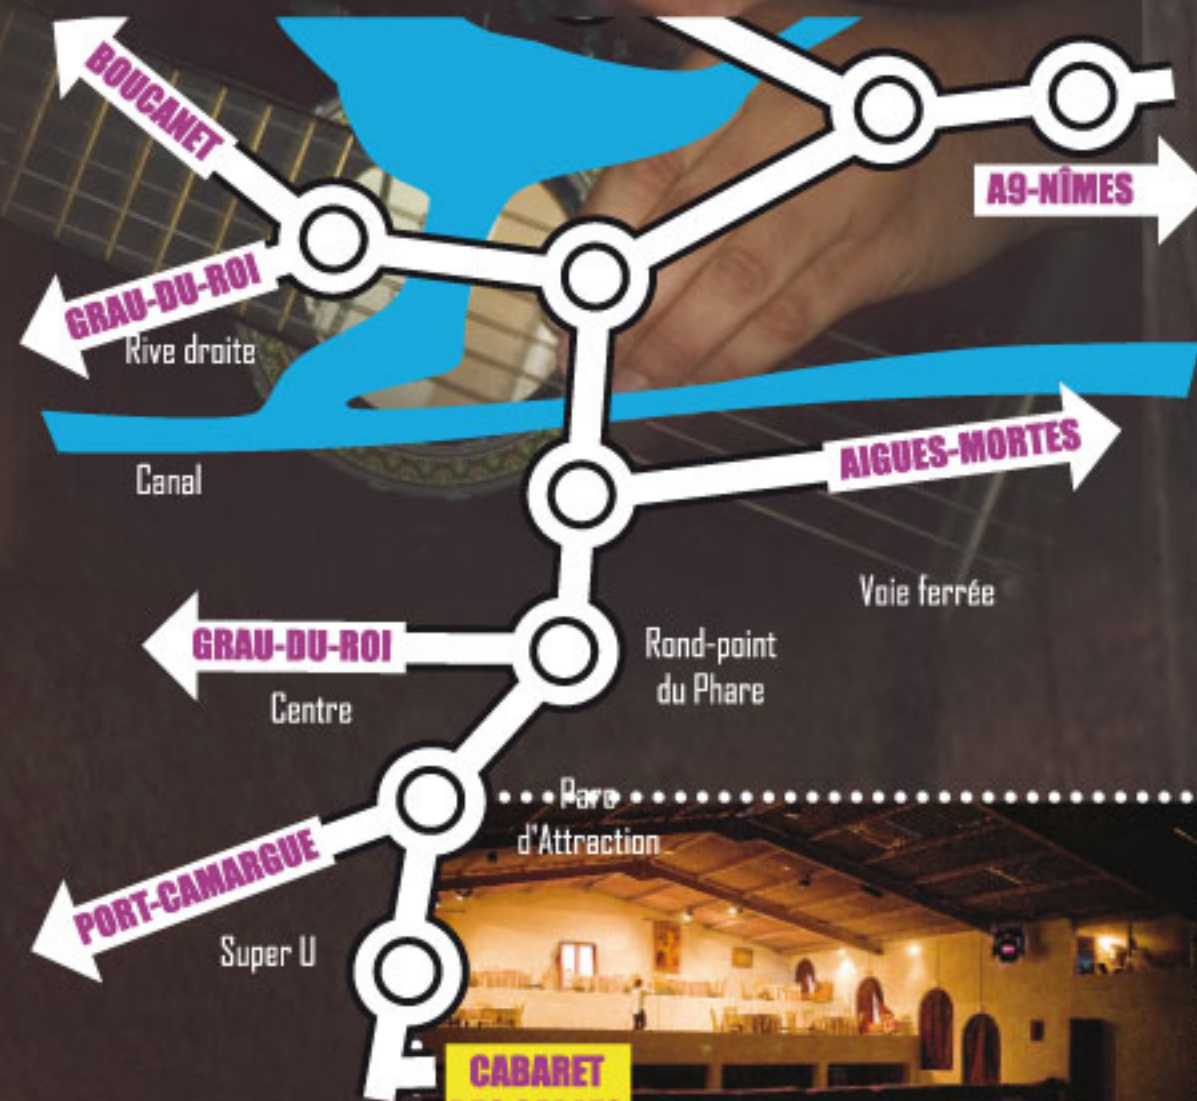 BOUCANET
A9-NÎMES
GRAU-DU-ROI
Rive droite
AIGUES-MORTES
Canal
Voie ferrée
GRAU-DU-ROI
Centre
Rond-point
du Phare
Parc
d'Attraction
PORT-CAMARGUE
Super U
CABARET